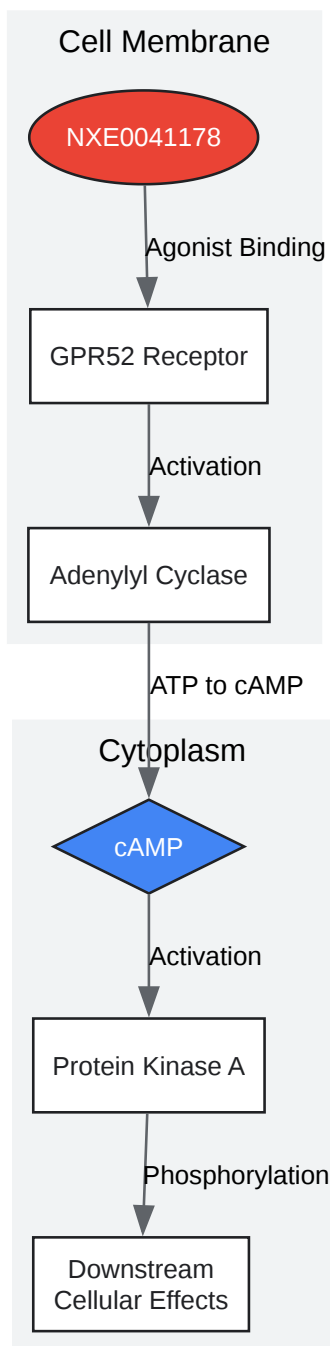 Cell Membrane
NXE0041178
Agonist Binding
GPR52 Receptor
Activation
Adenylyl Cyclase
ATP to cAMP
Cytoplasm
cAMP
Activation
Protein Kinase A
Phosphorylation
Downstream
Cellular Effects